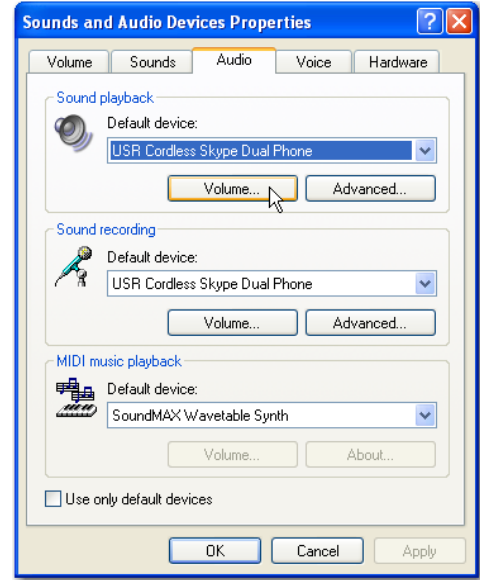 Sounds and Audio Devices Properties
Volume Sounds Audio Voice Hardware
Sound playback
Default device:
USR Cordless Skype Dual Phone
Volume... Advanced...
Sound recording
Default device:
USR Cordless Skype Dual Phone
Volume... Advanced...
MIDI music playback
Default device:
SoundMAX Wavetable Synth
Volume... About...
Use only default devices
OK Cancel Apply